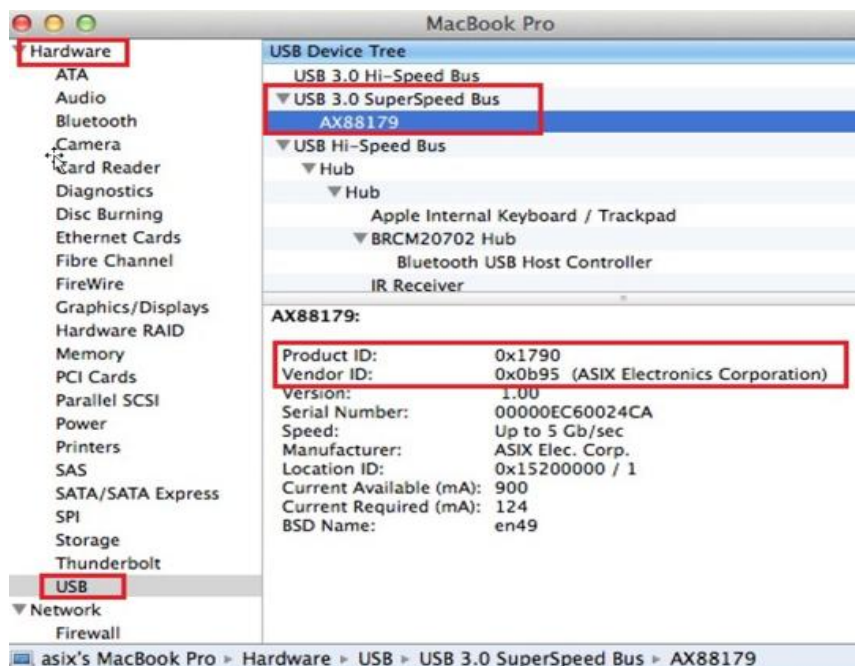 MacBook Pro
Hardware
ATA
Audio
Bluetooth
Camera
Card Reader
Diagnostics
Disc Burning
Ethernet Cards
Fibre Channel
FireWire
Graphics/Displays
Hardware RAID
Memory
PCI Cards
Parallel SCSI
Power
Printers
SAS
SATA/SATA Express
SPI
Storage
Thunderbolt
USB
Network
Firewall
USB Device Tree
USB 3.0 Hi-Speed Bus
USB 3.0 SuperSpeed Bus
AX88179
USB Hi-Speed Bus
Hub
Hub
Apple Internal Keyboard / Trackpad
BRCM20702 Hub
Bluetooth USB Host Controller
IR Receiver
AX88179:
Product ID: 0x1790
Vendor ID: 0x0b95 (ASIX Electronics Corporation)
Version: 1.00
Serial Number: 00000EC60024CA
Speed: Up to 5 Gb/sec
Manufacturer: ASIX Elec. Corp.
Location ID: 0x15200000 / 1
Current Available (mA): 900
Current Required (mA): 124
BSD Name: en49
asix's MacBook Pro ▸ Hardware ▸ USB ▸ USB 3.0 SuperSpeed Bus ▸ AX88179